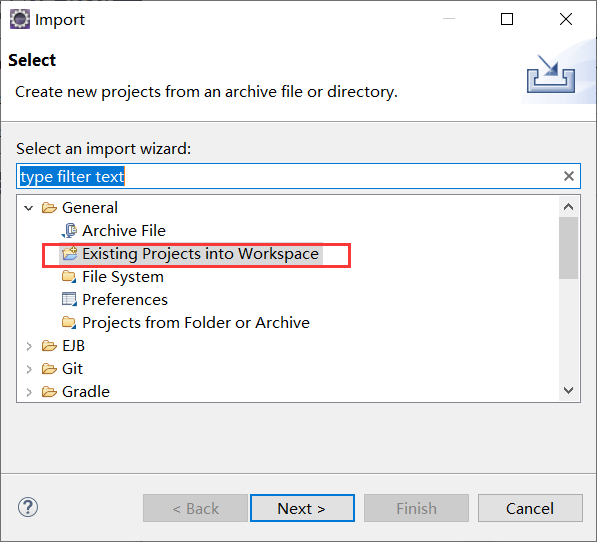 Import
Select
Create new projects from an archive file or directory.
Select an import wizard:
type filter text
General
Archive File
Existing Projects into Workspace
File System
Preferences
Projects from Folder or Archive
EJB
Git
Gradle
?
< Back
Next >
Finish
Cancel